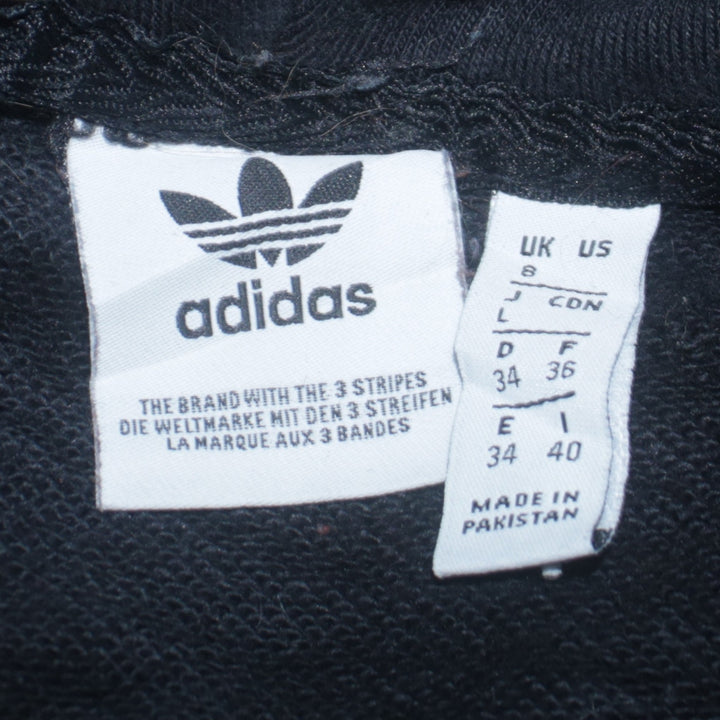 adidas
THE BRAND WITH THE 3 STRIPES
DIE WELTMARKE MIT DEN 3 STREIFEN
LA MARQUE AUX 3 BANDES
UK US
8
J CDN
L
D F
34 36
E I
34 40
MADE IN
PAKISTAN